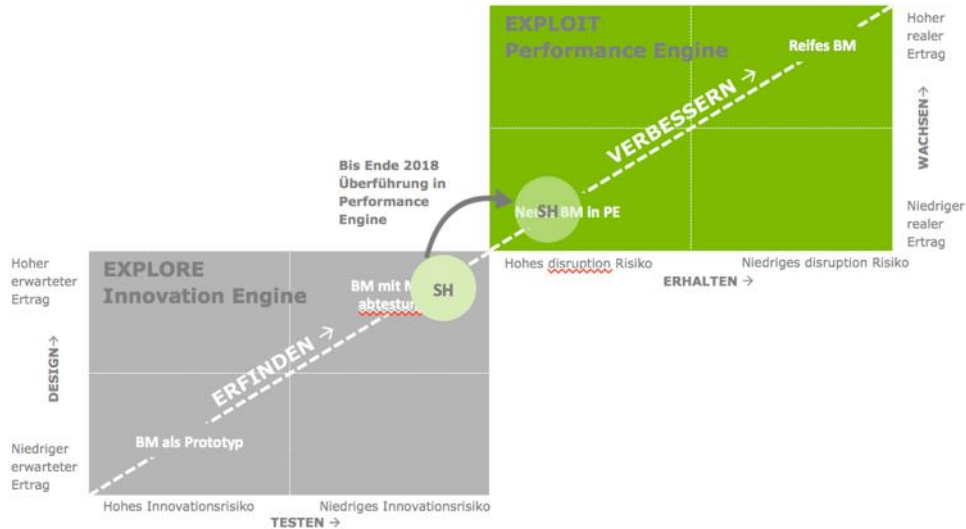 EXPLOIT
Performance Engine
Reifes BM
Hoher
realer
Ertrag
VERBESSERN →
WACHSEN→
Bis Ende 2018
Überführung in
Performance
Engine
SH
BM in PE
Niedriger
realer
Ertrag
Hohes disruption Risiko
Niedriges disruption Risiko
ERHALTEN →
Hoher
erwarteter
Ertrag
EXPLORE
Innovation Engine
BM mit
SH
ERFINDEN →
DESIGN→
BM als Prototyp
Niedriger
erwarteter
Ertrag
Hohes Innovationsrisiko
Niedriges Innovationsrisiko
TESTEN →